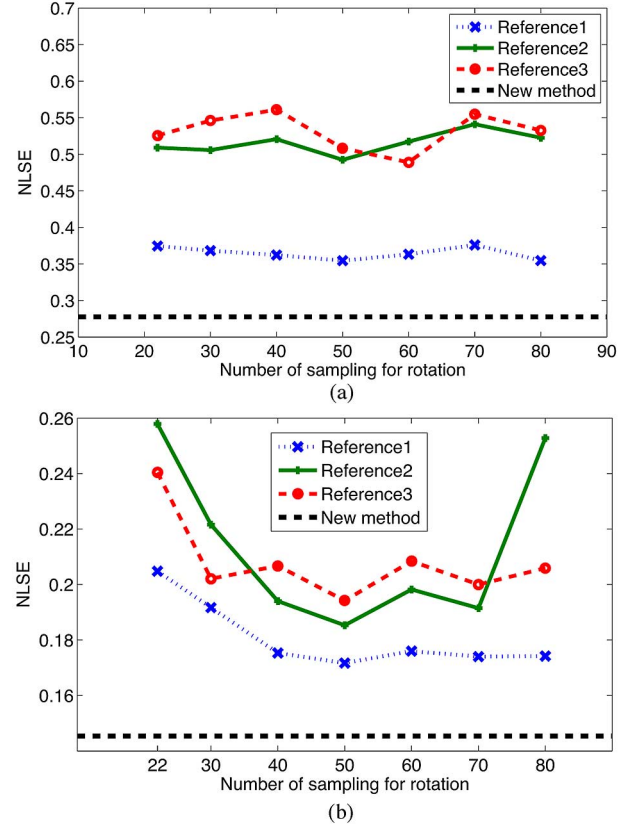 0.7
0.65
0.6
0.55
0.5
0.45
0.4
0.35
0.3
0.25
NLSE
Reference1
Reference2
Reference3
New method
10 20 30 40 50 60 70 80 90
Number of sampling for rotation
(a)
0.26
0.24
0.22
0.2
0.18
0.16
NLSE
Reference1
Reference2
Reference3
New method
22 30 40 50 60 70 80
Number of sampling for rotation
(b)